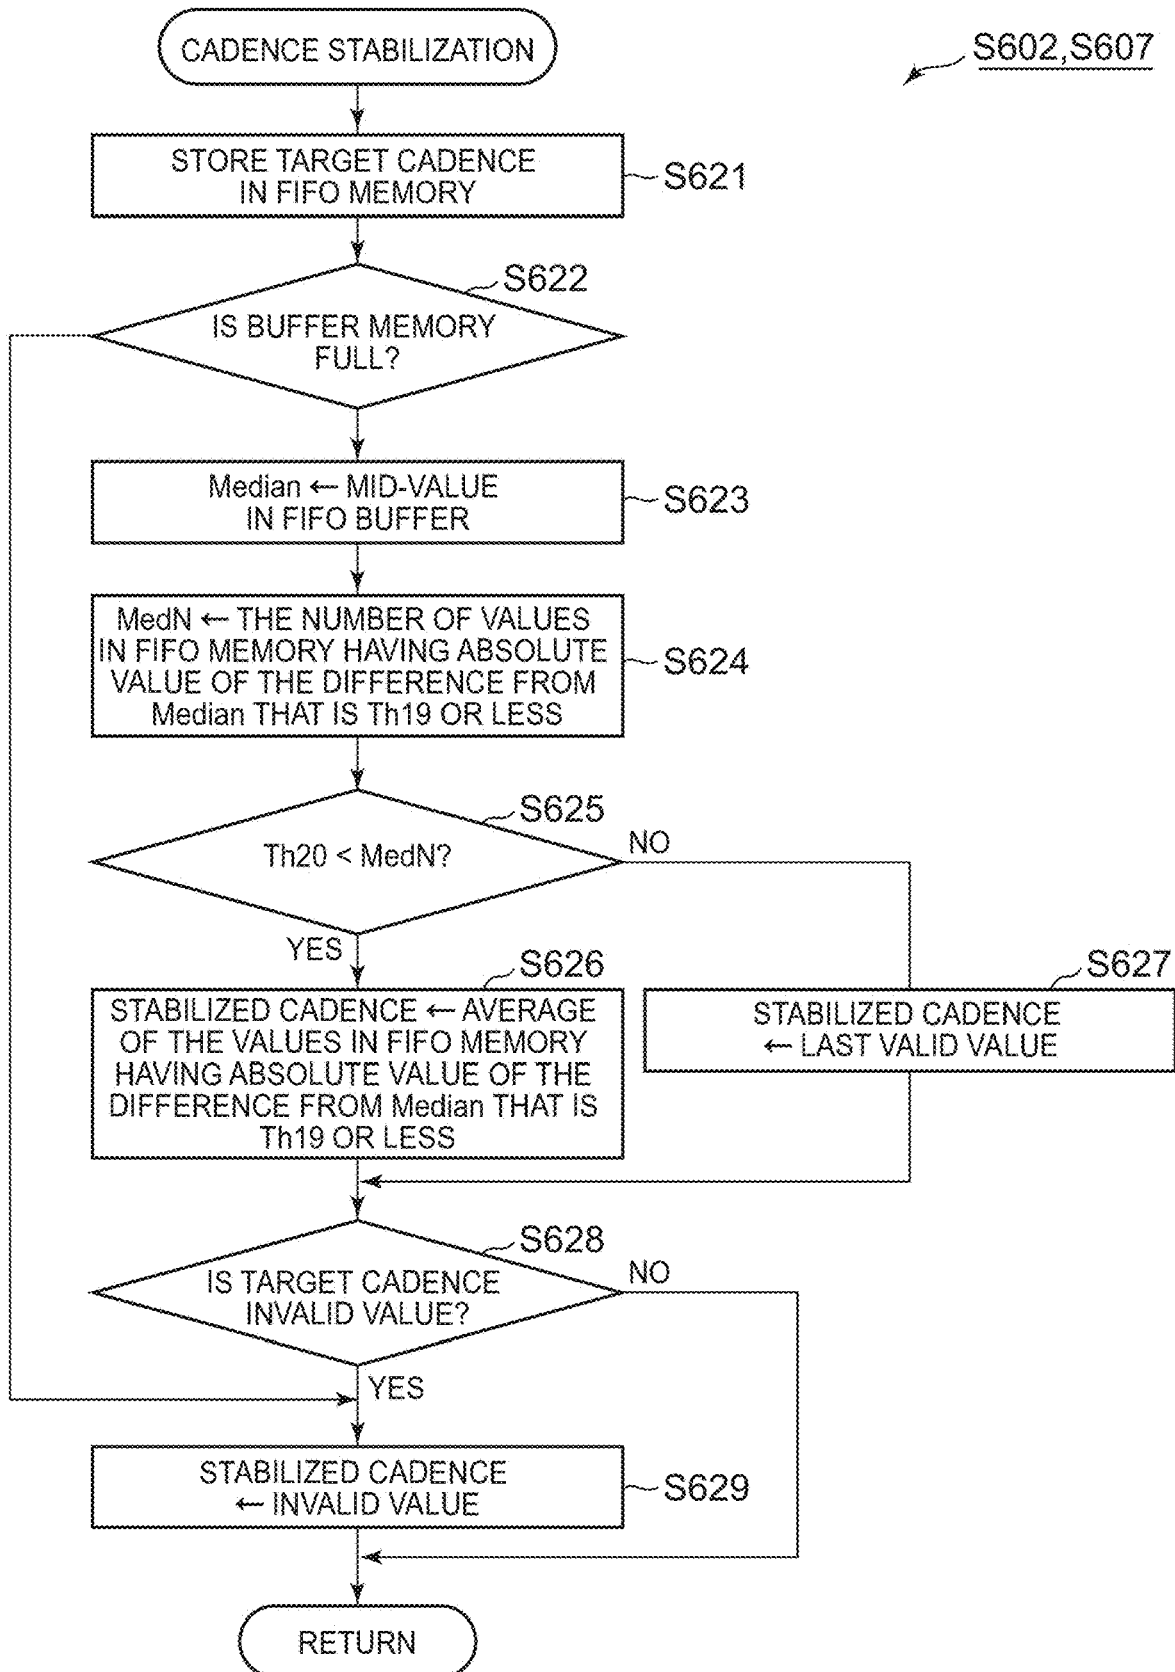 CADENCE STABILIZATION
S602,S607
STORE TARGET CADENCE
IN FIFO MEMORY
S621
S622
IS BUFFER MEMORY
FULL?
Median ← MID-VALUE
IN FIFO BUFFER
S623
MedN ← THE NUMBER OF VALUES
IN FIFO MEMORY HAVING ABSOLUTE
VALUE OF THE DIFFERENCE FROM
Median THAT IS Th19 OR LESS
S624
S625
Th20 < MedN?
NO
YES
S626
STABILIZED CADENCE ← AVERAGE
OF THE VALUES IN FIFO MEMORY
HAVING ABSOLUTE VALUE OF THE
DIFFERENCE FROM Median THAT IS
Th19 OR LESS
S627
STABILIZED CADENCE
← LAST VALID VALUE
S628
IS TARGET CADENCE
INVALID VALUE?
NO
YES
STABILIZED CADENCE
← INVALID VALUE
S629
RETURN